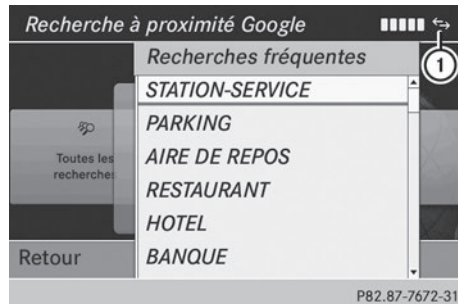 Recherche à proximité Google
1
Recherches fréquentes
STATION-SERVICE
PARKING
AIRE DE REPOS
RESTAURANT
HOTEL
BANQUE
Toutes les
recherche
Retour
P82.87-7672-31